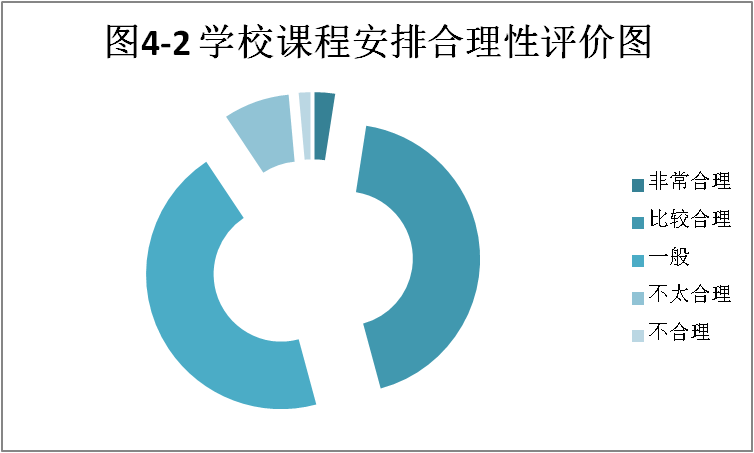 图4-2 学校课程安排合理性评价图
非常合理
比较合理
一般
不太合理
不合理